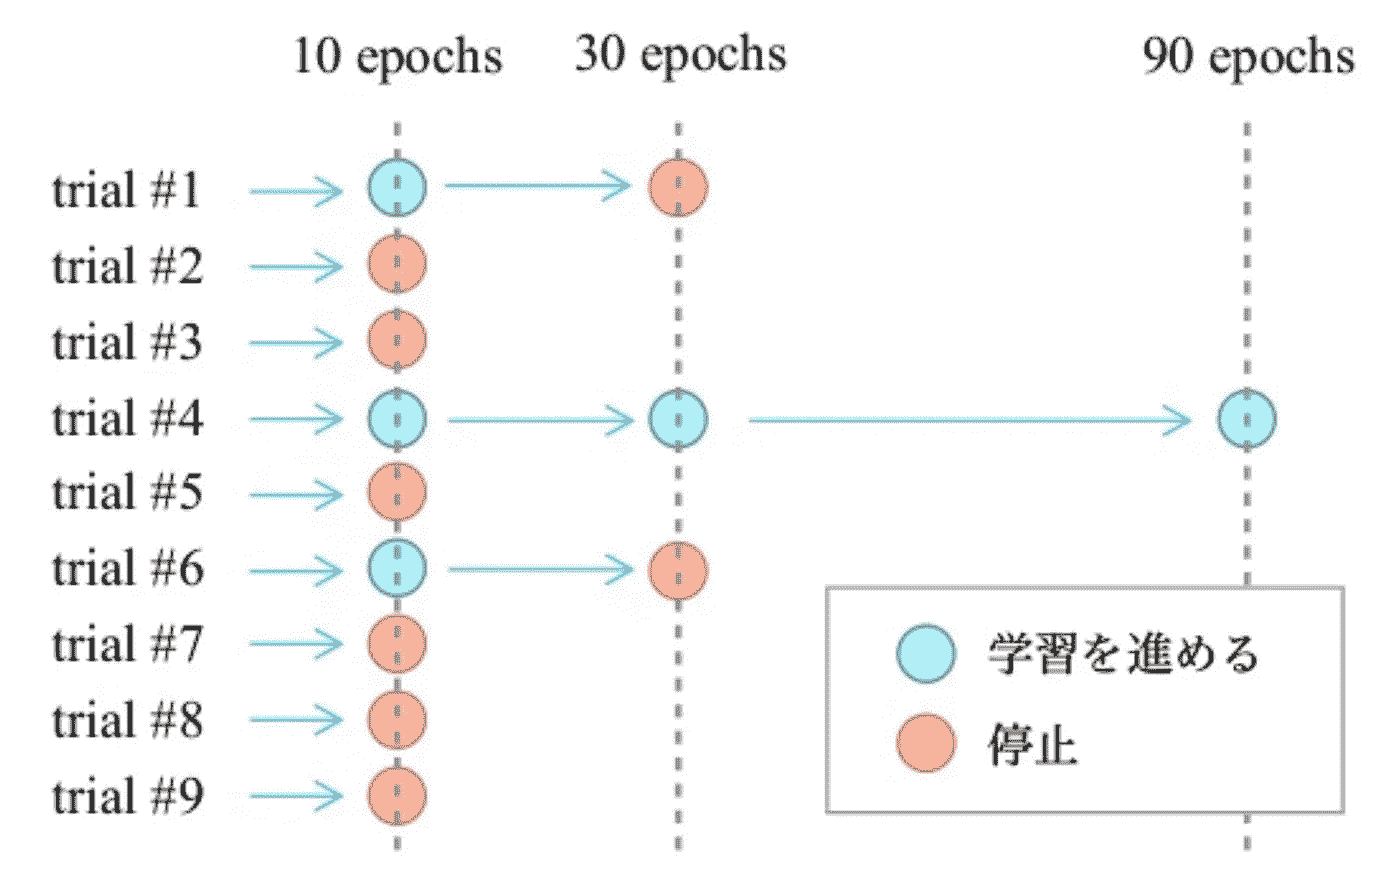 10 epochs 30 epochs 90 epochs
trial #1
trial #2
trial #3
trial #4
trial #5
trial #6
trial #7
trial #8
trial #9
学習を進める
停止